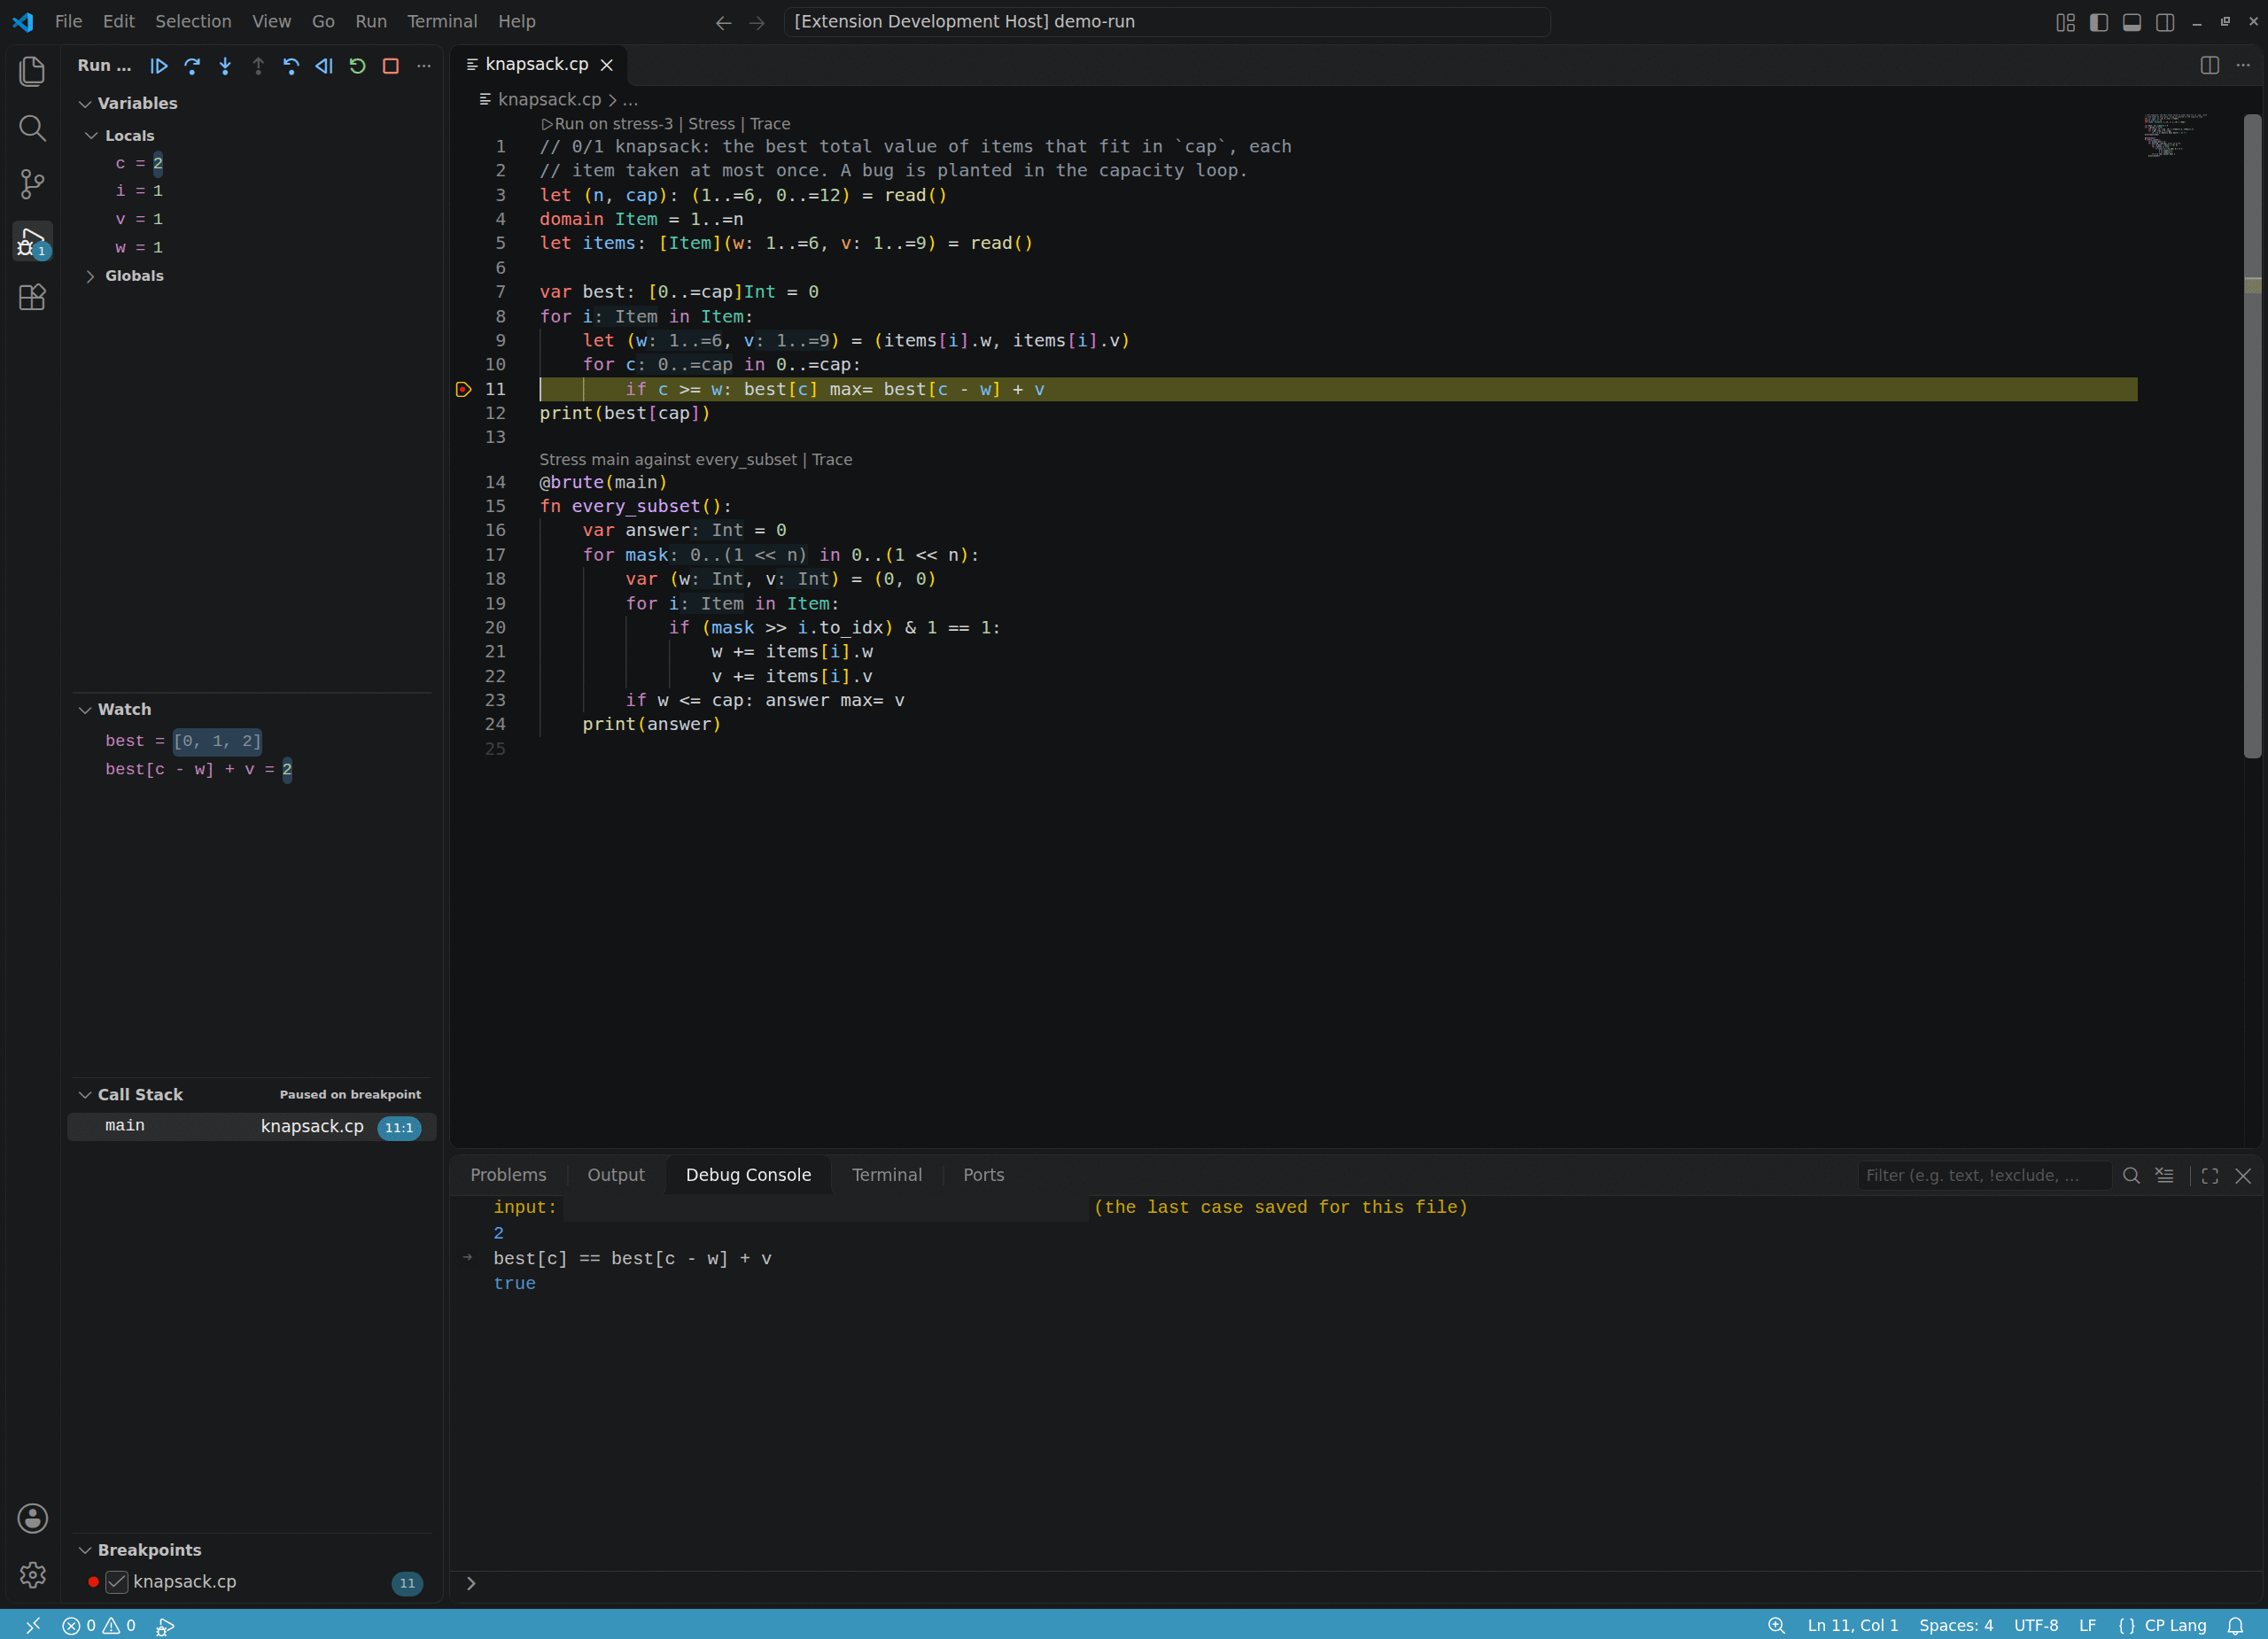 File Edit Selection View Go Run Terminal Help
[Extension Development Host] demo-run
Run ...
Variables
Locals
c = 2
i = 1
v = 1
w = 1
Globals
1
Watch
best = [0, 1, 2]
best[c - w] + v = 2
Call Stack Paused on breakpoint
main knapsack.cp 11:1
Breakpoints
knapsack.cp 11
knapsack.cp
knapsack.cp > ...
Run on stress-3 | Stress | Trace
1 // 0/1 knapsack: the best total value of items that fit in `cap`, each
2 // item taken at most once. A bug is planted in the capacity loop.
3 let (n, cap): (1..=6, 0..=12) = read()
4 domain Item = 1..=n
5 let items: [Item](w: 1..=6, v: 1..=9) = read()
6
7 var best: [0..=cap]Int = 0
8 for i: Item in Item:
9 let (w: 1..=6, v: 1..=9) = (items[i].w, items[i].v)
10 for c: 0..=cap in 0..=cap:
11 if c >= w: best[c] max= best[c - w] + v
12 print(best[cap])
13
Stress main against every_subset | Trace
14 @brute(main)
15 fn every_subset():
16 var answer: Int = 0
17 for mask: 0..(1 << n) in 0..(1 << n):
18 var (w: Int, v: Int) = (0, 0)
19 for i: Item in Item:
20 if (mask >> i.to_idx) & 1 == 1:
21 w += items[i].w
22 v += items[i].v
23 if w <= cap: answer max= v
24 print(answer)
25
Problems Output Debug Console Terminal Ports
Filter (e.g. text, !exclude, ...
input: (the last case saved for this file)
2
best[c] == best[c - w] + v
true
0 0
Ln 11, Col 1 Spaces: 4 UTF-8 LF { } CP Lang